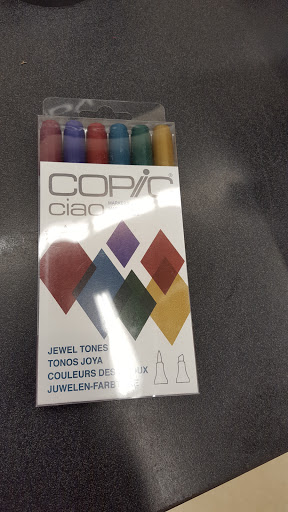 COPIC
ciao
JEWEL TONES
TONOS JOYA
COULEURS DES
JUWELEN-FARB